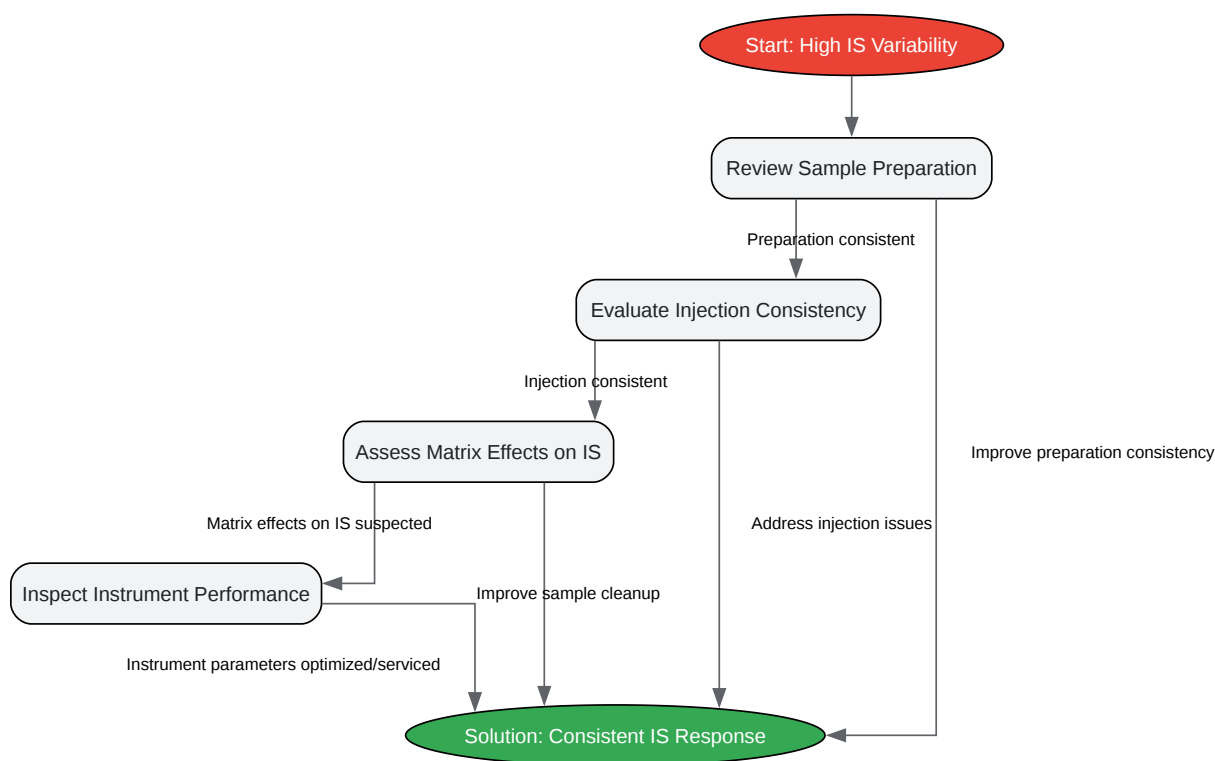 Start: High IS Variability
Review Sample Preparation
Preparation consistent
Evaluate Injection Consistency
Injection consistent
Assess Matrix Effects on IS
Improve preparation consistency
Matrix effects on IS suspected
Address injection issues
Inspect Instrument Performance
Improve sample cleanup
Instrument parameters optimized/serviced
Solution: Consistent IS Response